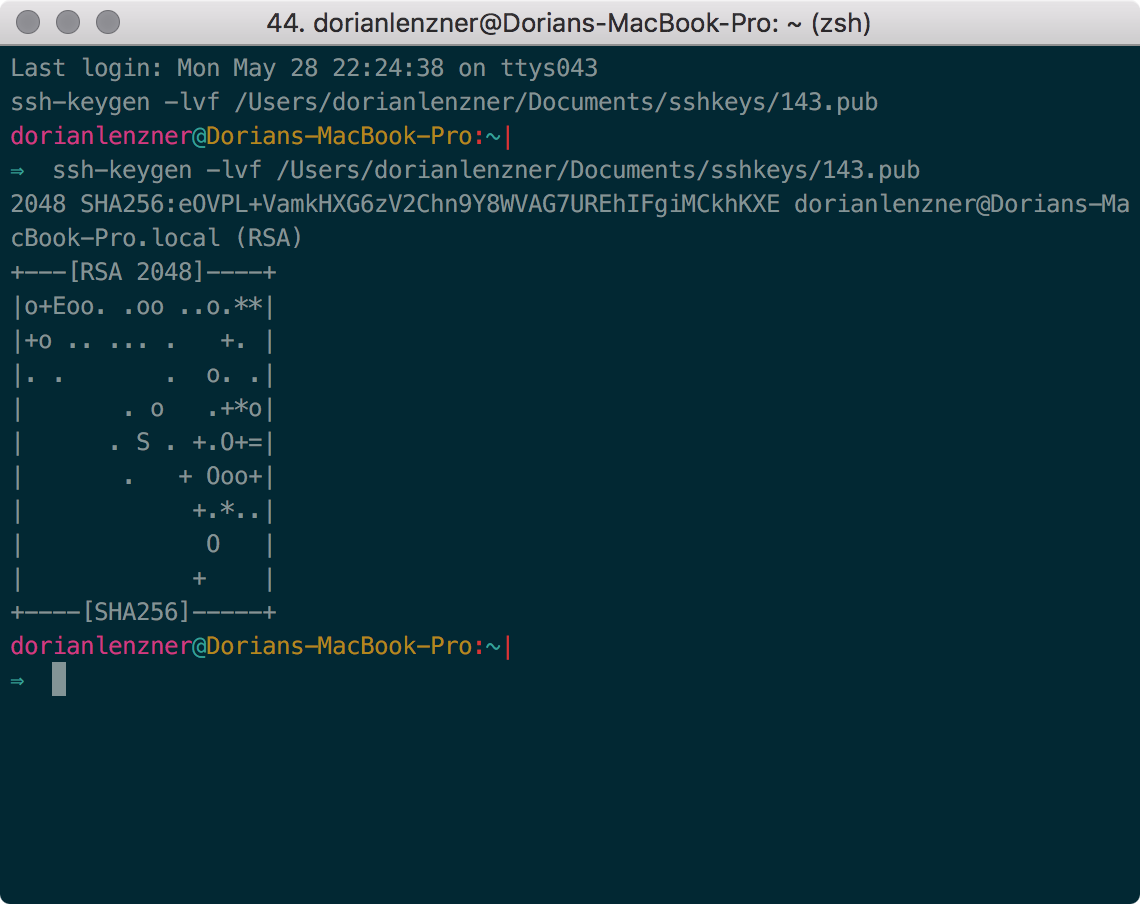 44. dorianlenzner@Dorians-MacBook-Pro: ~ (zsh)
Last login: Mon May 28 22:24:38 on ttys043
ssh-keygen -lvf /Users/dorianlenzner/Documents/sshkeys/143.pub
dorianlenzner@Dorians-MacBook-Pro:~|
⇒  ssh-keygen -lvf /Users/dorianlenzner/Documents/sshkeys/143.pub
2048 SHA256:eOVPL+VamkHXG6zV2Chn9Y8WVAG7UREhIFgiMCkhKXE dorianlenzner@Dorians-Ma
cBook-Pro.local (RSA)
+---[RSA 2048]----+
|o+Eoo. .oo ..o.**|
|+o .. ... .   +. |
|. .       .  o. .|
|       . o   .+*o|
|      . S . +.O+=|
|       .   + Ooo+|
|            +.*..|
|             O   |
|            +    |
+----[SHA256]-----+
dorianlenzner@Dorians-MacBook-Pro:~|
⇒